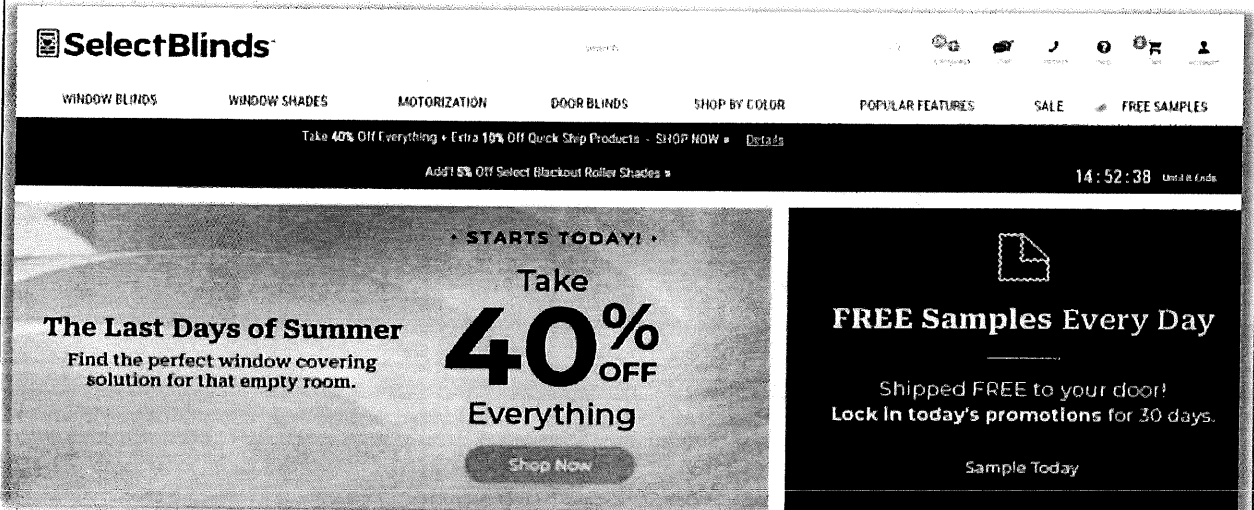 SelectBlinds
Search
WINDOW BLINDS WINDOW SHADES MOTORIZATION DOOR BLINDS SHOP BY COLOR POPULAR FEATURES SALE FREE SAMPLES
Take 40% Off Everything + Extra 10% Off Quick Ship Products - SHOP NOW » Details
Add'l 5% Off Select Blackout Roller Shades »
14:52:38 Until it Ends
• STARTS TODAY! •
Take
40% OFF
Everything
Shop Now
The Last Days of Summer
Find the perfect window covering
solution for that empty room.
FREE Samples Every Day
Shipped FREE to your door!
Lock in today's promotions for 30 days.
Sample Today